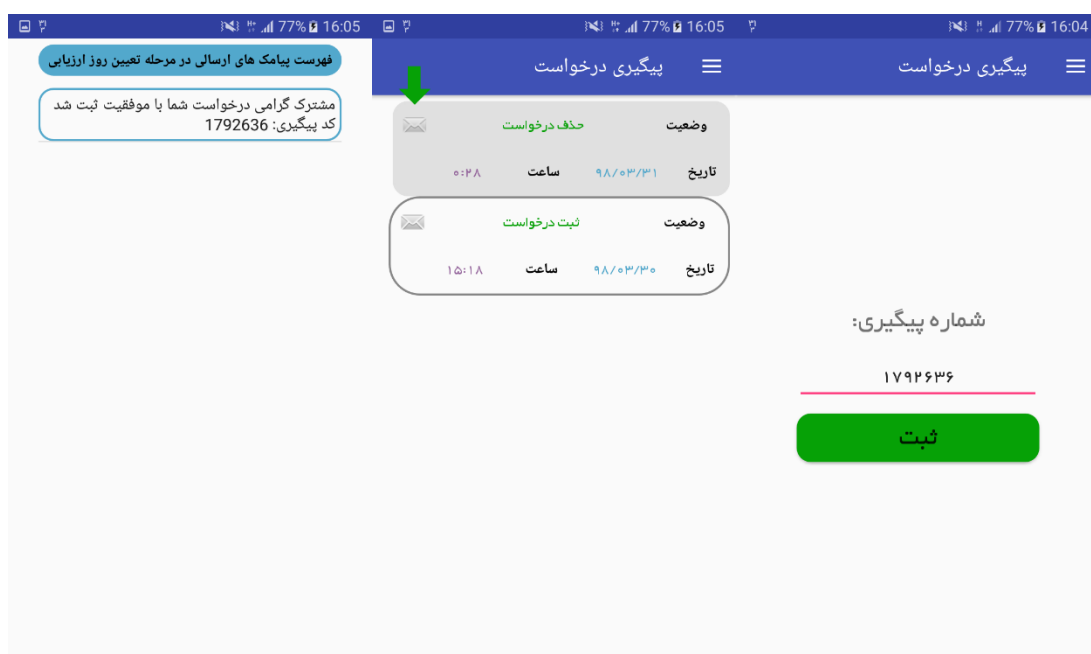 16:04
77%
پیگیری درخواست
شماره پیگیری:
۱۷۹۲۶۳۶
ثبت
16:05
77%
پیگیری درخواست
وضعیت حذف درخواست
تاریخ ۹۸/۰۳/۳۱ ساعت ۰:۲۸
وضعیت ثبت درخواست
تاریخ ۹۸/۰۳/۳۰ ساعت ۱۵:۱۸
16:05
77%
فهرست پیامک های ارسالی در مرحله تعیین روز ارزیابی
مشترک گرامی درخواست شما با موفقیت ثبت شد
کد پیگیری: 1792636